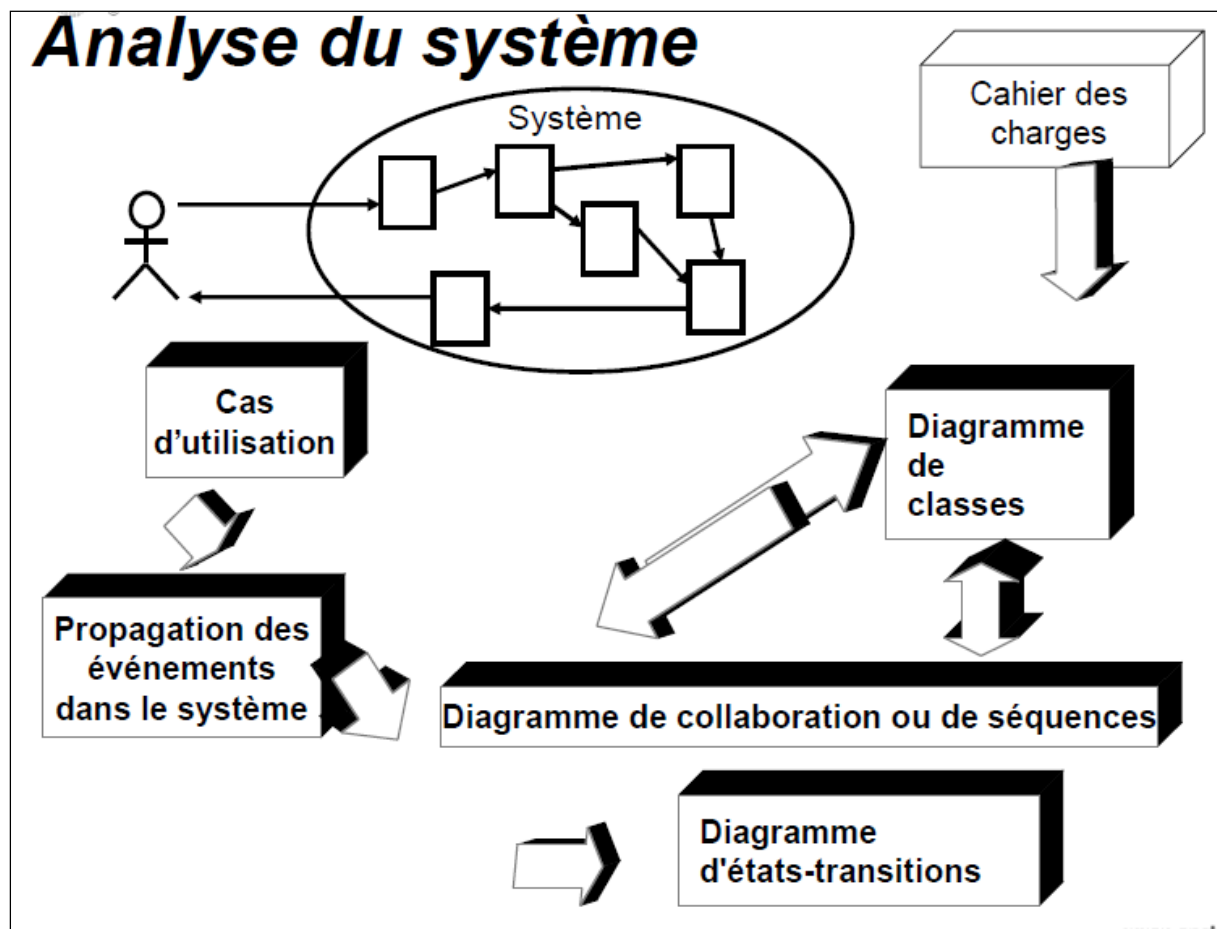 Analyse du système
Système
Cahier des
charges
Cas
d’utilisation
Diagramme
de
classes
Propagation des
événements
dans le système
Diagramme de collaboration ou de séquences
Diagramme
d'états-transitions